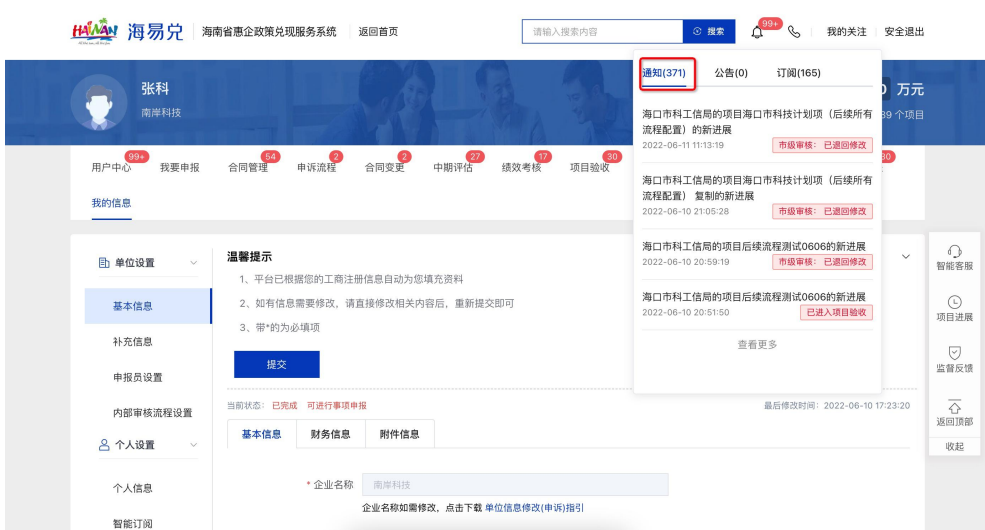 HAINAN 海易兑 海南省惠企政策兑现服务系统 返回首页 请输入搜索内容 搜索 99+ 我的关注 安全退出
张科
南岸科技
万元
39 个项目
通知(371) 公告(0) 订阅(165)
海口市科工信局的项目海口市科技计划项（后续所有
流程配置）的新进展
2022-06-11 11:13:19 市级审核： 已退回修改
海口市科工信局的项目海口市科技计划项（后续所有
流程配置） 复制的新进展
2022-06-10 21:05:28 市级审核： 已退回修改
海口市科工信局的项目后续流程测试0606的新进展
2022-06-10 20:59:19 市级审核： 已退回修改
海口市科工信局的项目后续流程测试0606的新进展
2022-06-10 20:51:50 已进入项目验收
查看更多
99+ 54 2 2 27 17 30
用户中心 我要申报 合同管理 申诉流程 合同变更 中期评估 绩效考核 项目验收
我的信息
单位设置
基本信息
补充信息
申报员设置
内部审核流程设置
个人设置
个人信息
智能订阅
温馨提示
1、平台已根据您的工商注册信息自动为您填充资料
2、如有信息需要修改，请直接修改相关内容后，重新提交即可
3、带*的为必填项
提交
当前状态： 已完成 可进行事项申报 最后修改时间：2022-06-10 17:23:20
基本信息 财务信息 附件信息
* 企业名称 南岸科技
企业名称如需修改，点击下载 单位信息修改(申诉)指引
智能客服
项目进展
监督反馈
返回顶部
收起